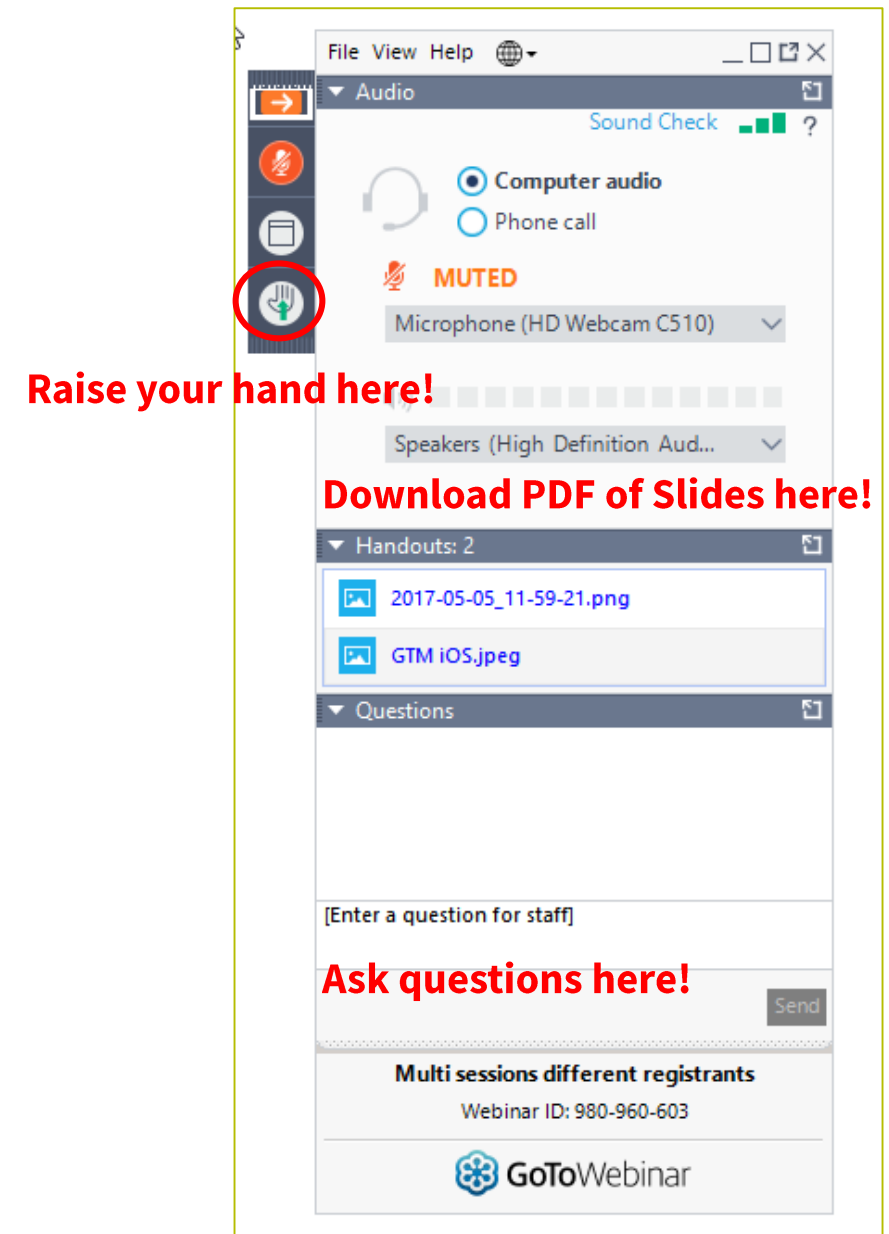 File View Help
Audio
Sound Check
?
Computer audio
Phone call
MUTED
Microphone (HD Webcam C510)
Raise your hand here!
Speakers (High Definition Aud...
Download PDF of Slides here!
Handouts: 2
2017-05-05_11-59-21.png
GTM iOS.jpeg
Questions
[Enter a question for staff]
Ask questions here!
Send
Multi sessions different registrants
Webinar ID: 980-960-603
GoToWebinar